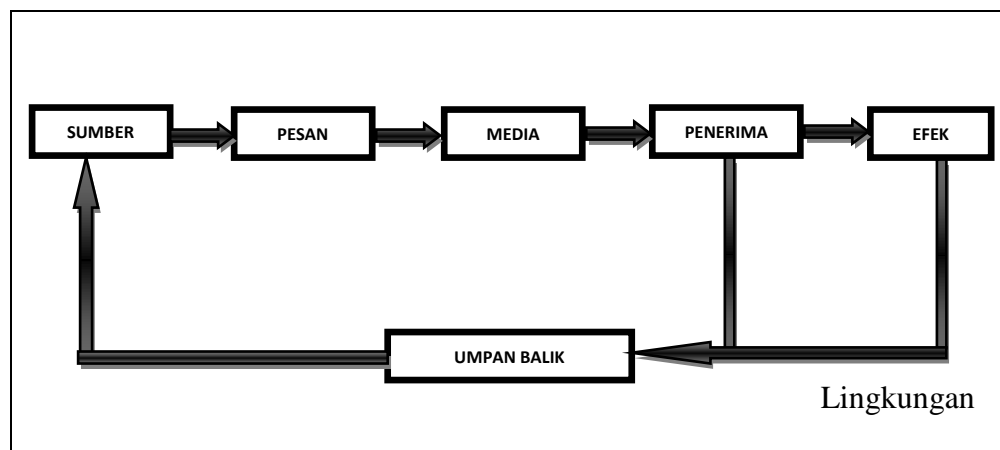 SUMBER
PESAN
MEDIA
PENERIMA
EFEK
UMPAN BALIK
Lingkungan